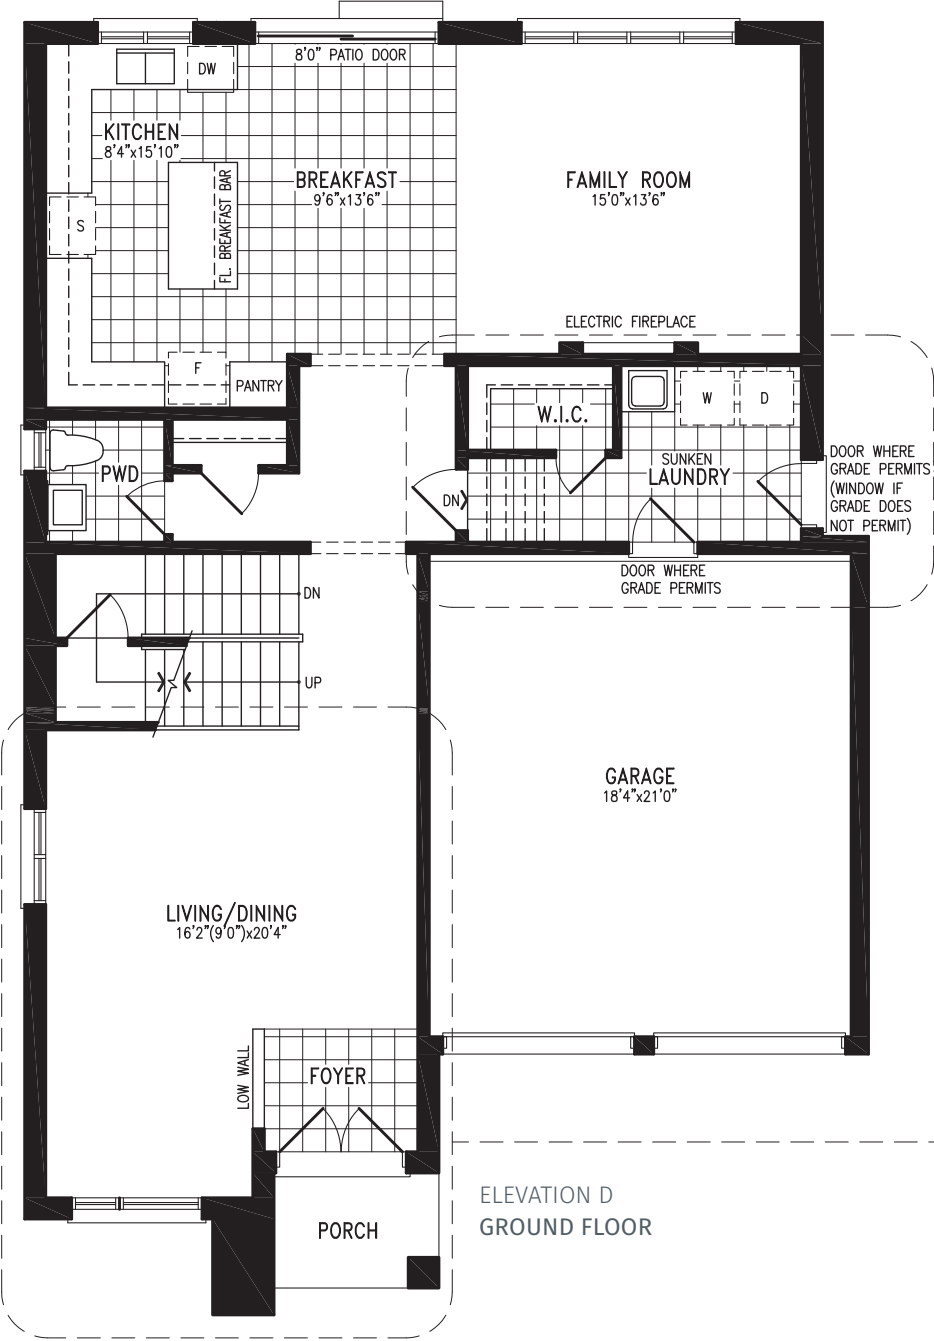 8'0" PATIO DOOR
DW
KITCHEN
8'4"x15'10"
S
FL. BREAKFAST BAR
BREAKFAST
9'6"x13'6"
FAMILY ROOM
15'0"x13'6"
ELECTRIC FIREPLACE
F
PANTRY
W.I.C.
W
D
PWD
DN
SUNKEN
LAUNDRY
DOOR WHERE
GRADE PERMITS
(WINDOW IF
GRADE DOES
NOT PERMIT)
DOOR WHERE
GRADE PERMITS
DN
UP
GARAGE
18'4"x21'0"
LIVING/DINING
16'2"(9'0")x20'4"
LOW WALL
FOYER
PORCH
ELEVATION D
GROUND FLOOR